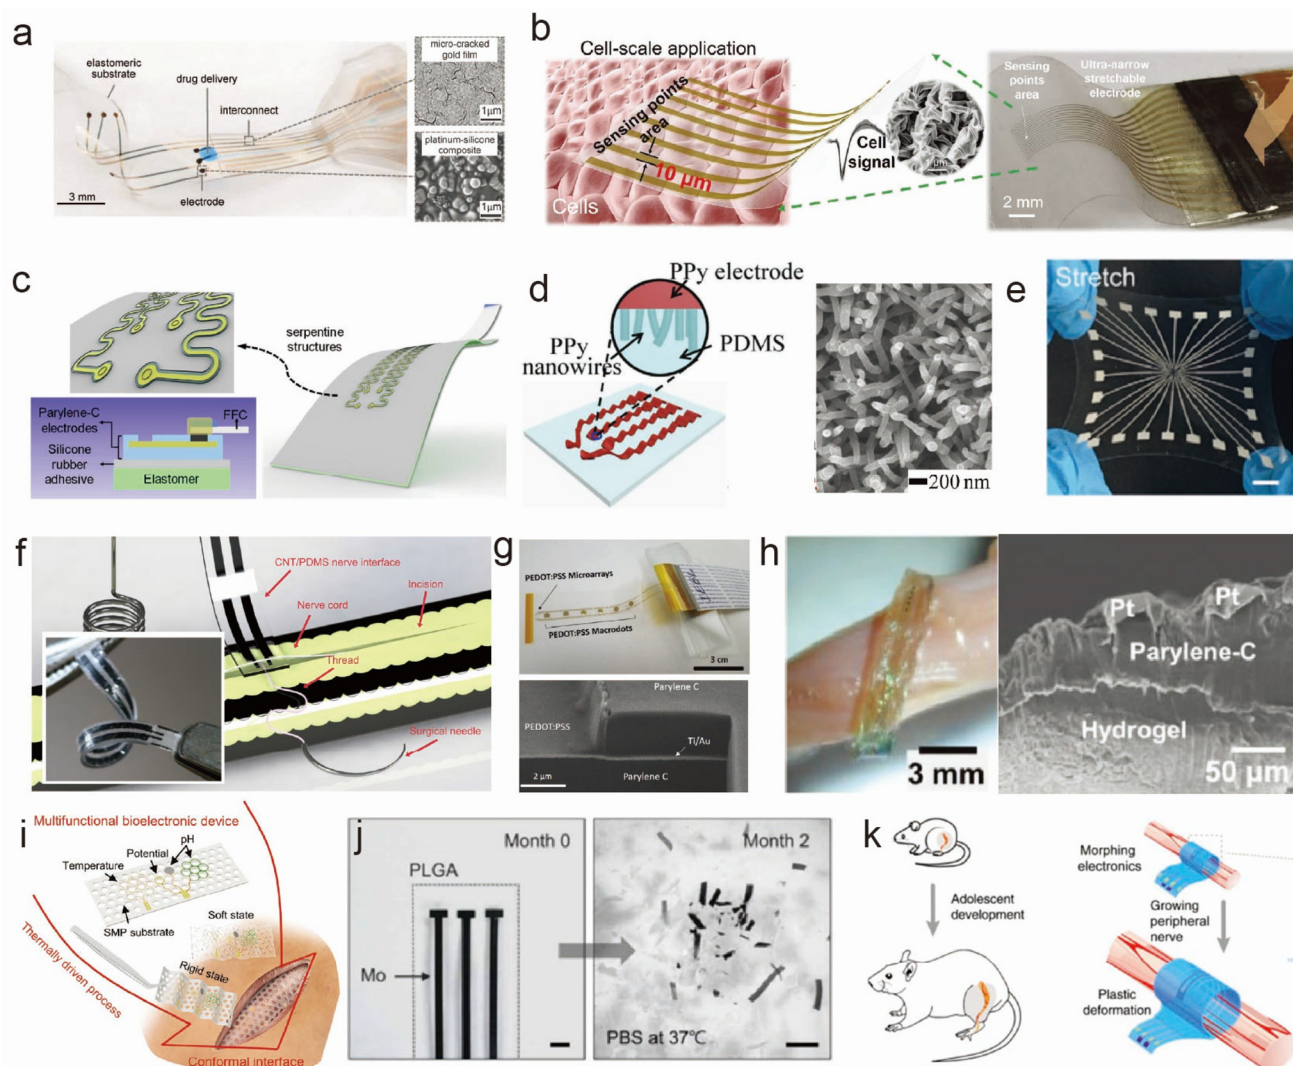 a
elastomeric
substrate
drug delivery
interconnect
electrode
3 mm
micro-cracked
gold film
1μm
platinum-silicone
composite
1μm
b
Cell-scale application
Sensing points
area
10 μm
Cells
Cell
signal
Sensing
points
area
Ultra-narrow
stretchable
electrode
2 mm
c
serpentine
structures
Parylene-C
electrodes
FFC
Silicone
rubber
adhesive
Elastomer
d
PPy electrode
PPy
nanowires
PDMS
200 nm
e
Stretch
f
CNT/PDMS nerve interface
Incision
Nerve cord
Thread
Surgical needle
g
PEDOT:PSS Microarrays
PEDOT:PSS Macrodots
3 cm
Parylene C
PEDOT:PSS
Ti/Au
2 μm
Parylene C
h
3 mm
Pt
Pt
Parylene-C
Hydrogel
50 μm
i
Multifunctional bioelectronic device
pH
Potential
Temperature
SMP substrate
Soft state
Rigid state
Thermally driven process
Conformal interface
j
Month 0
PLGA
Mo
Month 2
PBS at 37℃
k
Adolescent
development
Morphing
electronics
Growing
peripheral
nerve
Plastic
deformation